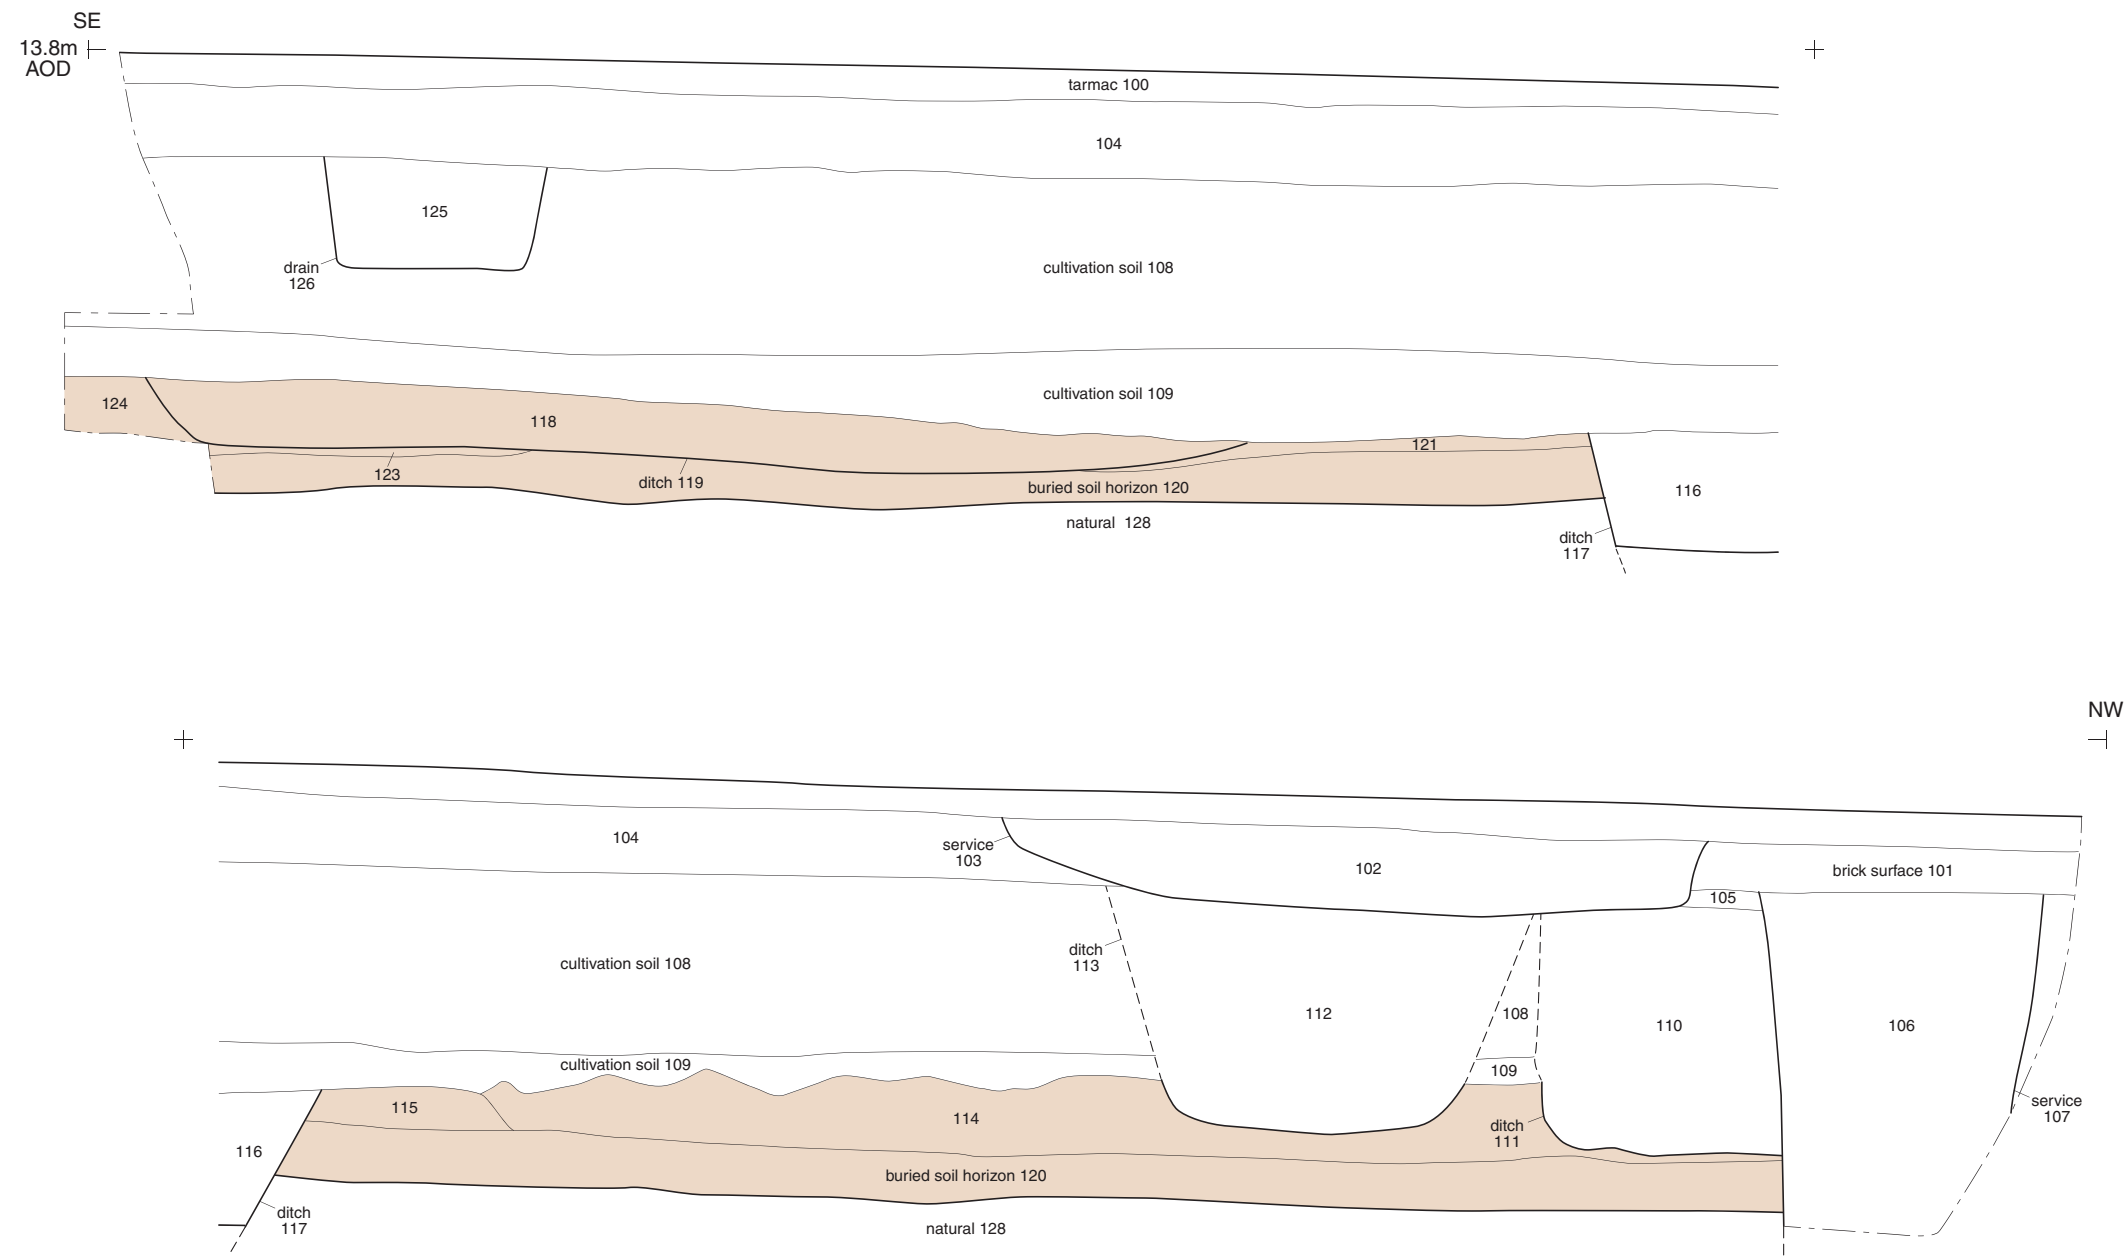 SE
13.8m
AOD
tarmac 100
104
125
drain
126
cultivation soil 108
cultivation soil 109
124
118
121
123
ditch 119
buried soil horizon 120
116
natural 128
ditch
117
NW
104
service
103
102
brick surface 101
105
ditch
113
cultivation soil 108
112
108
110
106
cultivation soil 109
109
115
114
ditch
111
service
107
116
buried soil horizon 120
ditch
117
natural 128